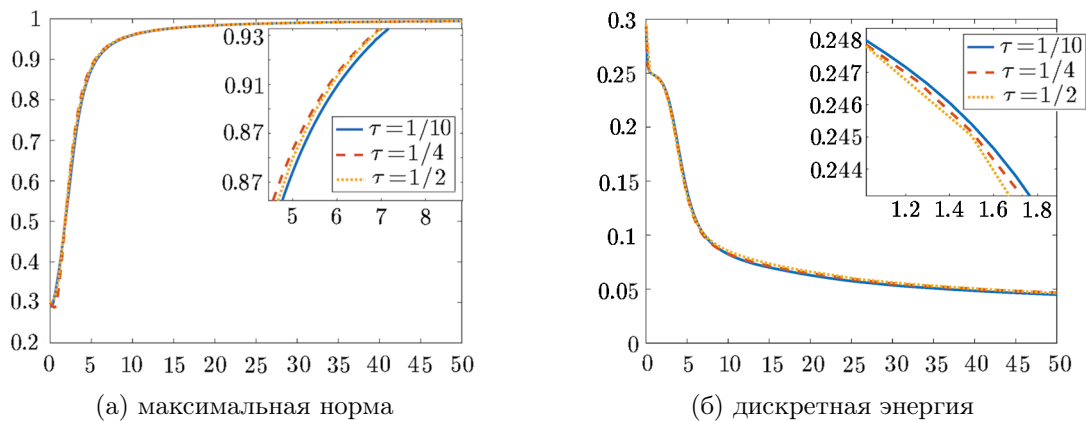 1
0.9
0.8
0.7
0.6
0.5
0.4
0.3
0.2
0 5 10 15 20 25 30 35 40 45 50
0.93
0.91
0.87
0.87
5 6 7 8
τ = 1/10
τ = 1/4
τ = 1/2
(а) максимальная норма
0.3
0.25
0.2
0.15
0.1
0.05
0
0 5 10 15 20 25 30 35 40 45 50
0.248
0.247
0.246
0.245
0.244
1.2 1.4 1.6 1.8
τ = 1/10
τ = 1/4
τ = 1/2
(б) дискретная энергия